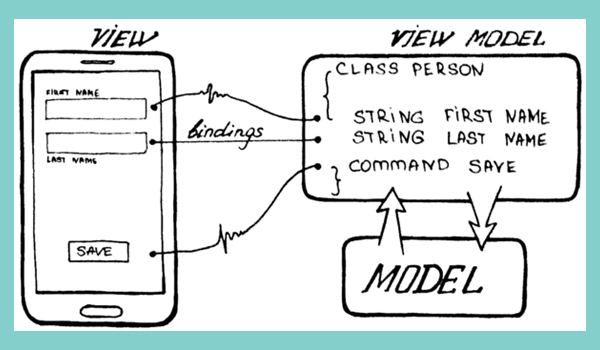 VIEW
FIRST NAME
LAST NAME
SAVE
bindings
VIEW MODEL
CLASS PERSON
STRING FIRST NAME
STRING LAST NAME
COMMAND SAVE
MODEL